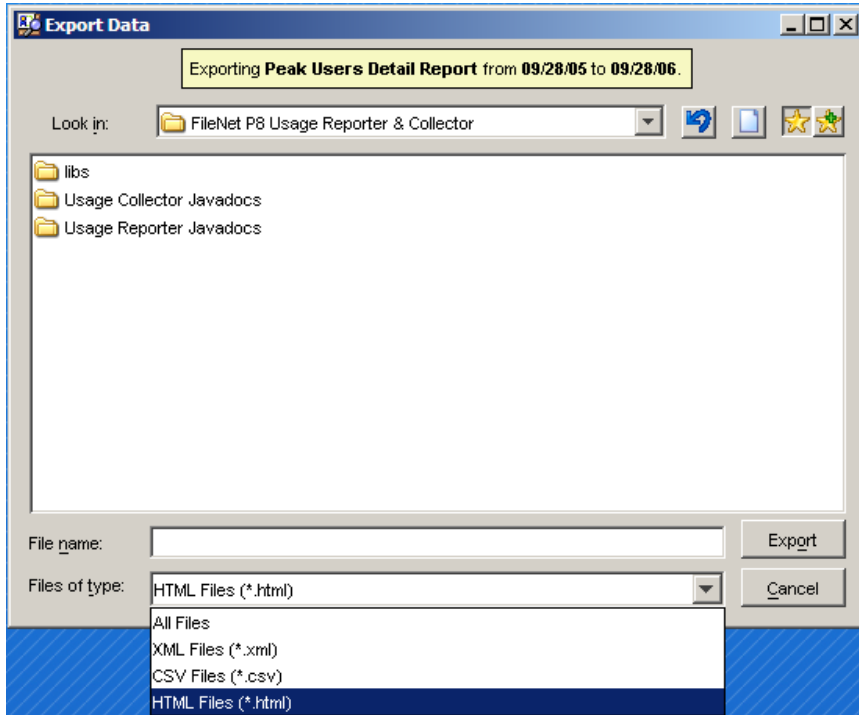 Export Data
Exporting Peak Users Detail Report from 09/28/05 to 09/28/06.
Look in: FileNet P8 Usage Reporter & Collector
libs
Usage Collector Javadocs
Usage Reporter Javadocs
File name: Export
Files of type: HTML Files (*.html) Cancel
All Files
XML Files (*.xml)
CSV Files (*.csv)
HTML Files (*.html)